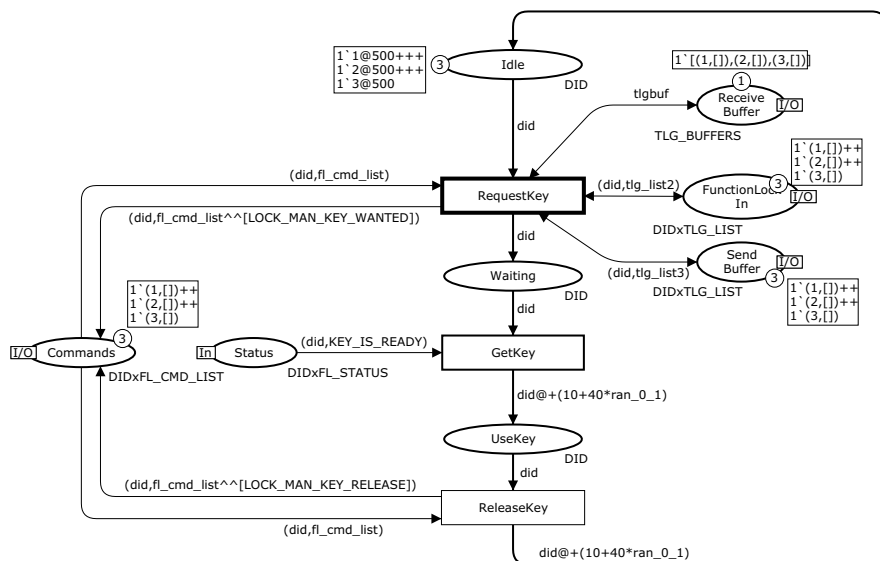 1`1@500+++
1`2@500+++
1`3@500
3
Idle
DID
1`[(1,[]),(2,[]),(3,[])]
1
tlgbuf
Receive
Buffer
I/O
TLG_BUFFERS
did
1`(1,[])++
1`(2,[])++
1`(3,[])
(did,fl_cmd_list)
RequestKey
(did,tlg_list2)
3
FunctionLock
In
I/O
DIDxTLG_LIST
(did,fl_cmd_list^^[LOCK_MAN_KEY_WANTED])
did
(did,tlg_list3)
Send
Buffer
I/O
3
DIDxTLG_LIST
Waiting
DID
1`(1,[])++
1`(2,[])++
1`(3,[])
1`(1,[])++
1`(2,[])++
1`(3,[])
did
3
I/O
Commands
DIDxFL_CMD_LIST
In
Status
DIDxFL_STATUS
(did,KEY_IS_READY)
GetKey
did@+(10+40*ran_0_1)
UseKey
DID
did
(did,fl_cmd_list^^[LOCK_MAN_KEY_RELEASE])
ReleaseKey
(did,fl_cmd_list)
did@+(10+40*ran_0_1)